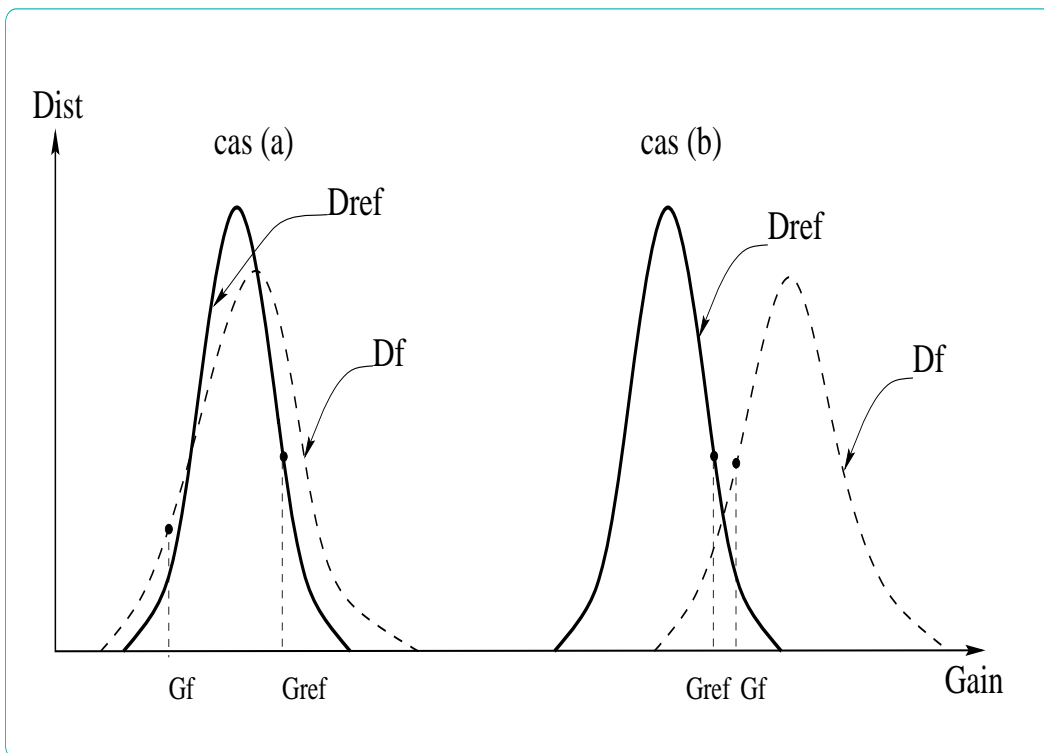 Dist
cas (a)
cas (b)
Dref
Dref
Df
Df
Gf
Gref
Gref Gf
Gain